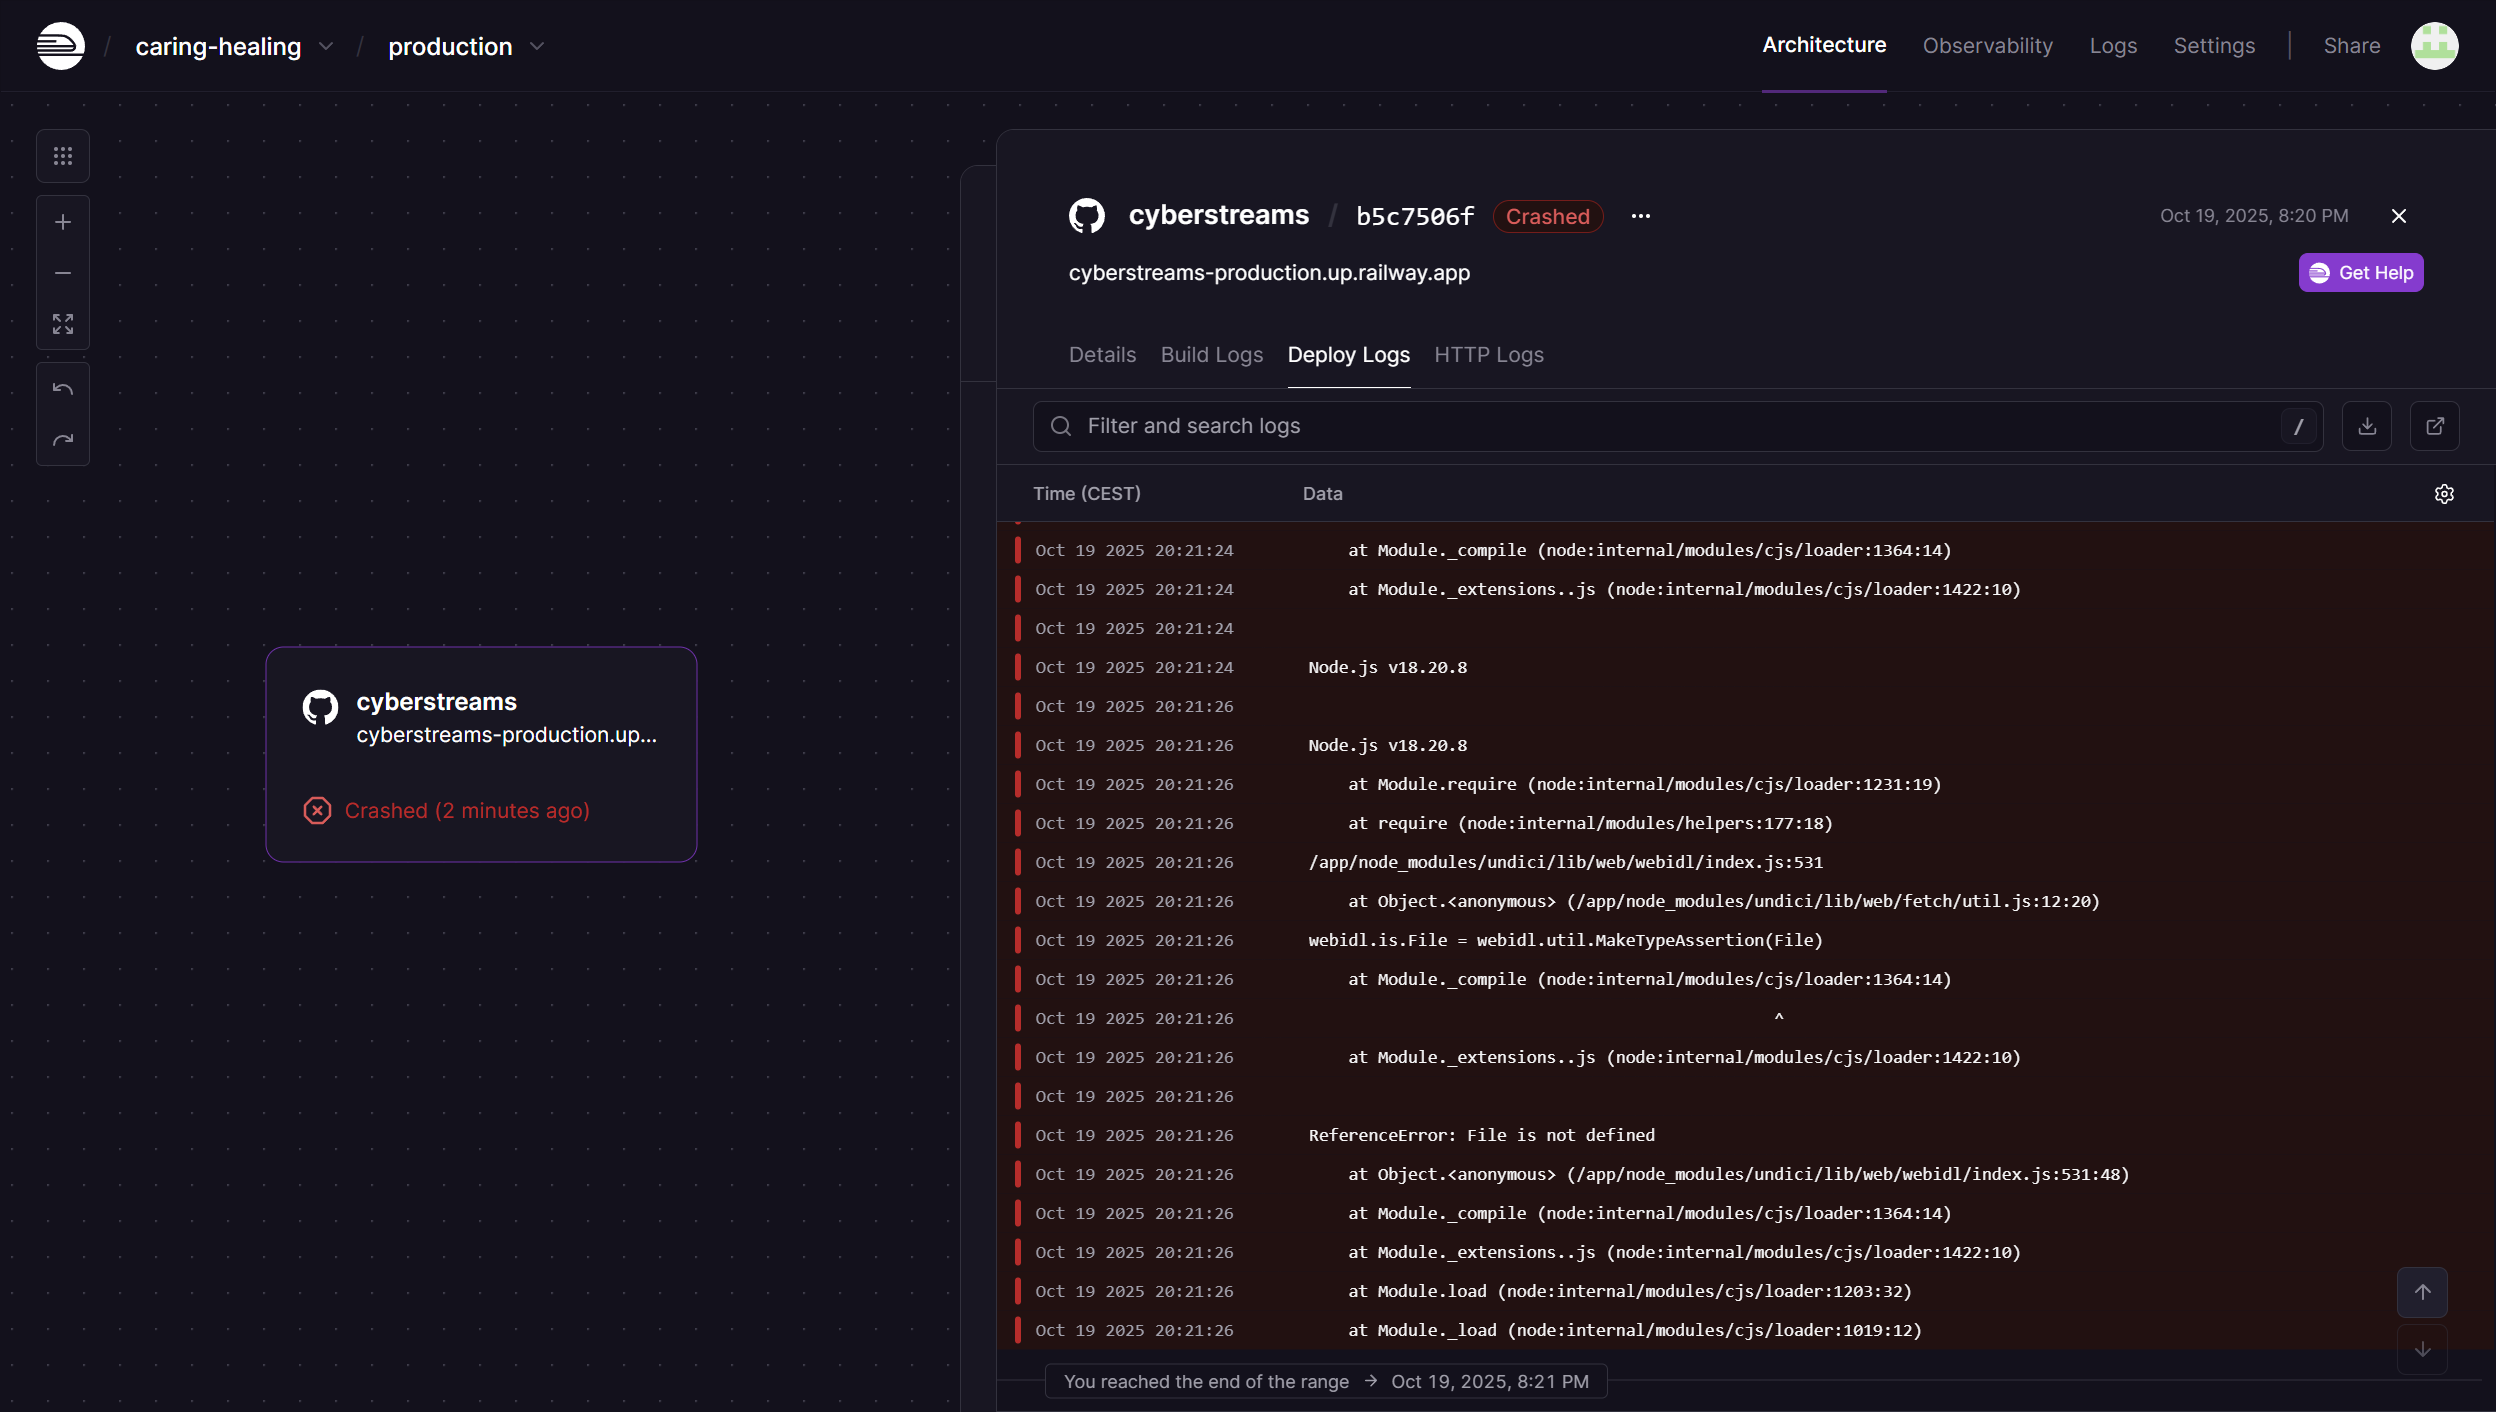 / caring-healing / production
Architecture Observability Logs Settings Share
cyberstreams / b5c7506f Crashed ··· Oct 19, 2025, 8:20 PM
cyberstreams-production.up.railway.app Get Help
Details Build Logs Deploy Logs HTTP Logs
Filter and search logs /
Time (CEST) Data
Oct 19 2025 20:21:24 at Module._compile (node:internal/modules/cjs/loader:1364:14)
Oct 19 2025 20:21:24 at Module._extensions..js (node:internal/modules/cjs/loader:1422:10)
Oct 19 2025 20:21:24
Oct 19 2025 20:21:24 Node.js v18.20.8
Oct 19 2025 20:21:26
Oct 19 2025 20:21:26 Node.js v18.20.8
Oct 19 2025 20:21:26 at Module.require (node:internal/modules/cjs/loader:1231:19)
Oct 19 2025 20:21:26 at require (node:internal/modules/helpers:177:18)
Oct 19 2025 20:21:26 /app/node_modules/undici/lib/web/webidl/index.js:531
Oct 19 2025 20:21:26 at Object.<anonymous> (/app/node_modules/undici/lib/web/fetch/util.js:12:20)
Oct 19 2025 20:21:26 webidl.is.File = webidl.util.MakeTypeAssertion(File)
Oct 19 2025 20:21:26 at Module._compile (node:internal/modules/cjs/loader:1364:14)
Oct 19 2025 20:21:26 ^
Oct 19 2025 20:21:26 at Module._extensions..js (node:internal/modules/cjs/loader:1422:10)
Oct 19 2025 20:21:26
Oct 19 2025 20:21:26 ReferenceError: File is not defined
Oct 19 2025 20:21:26 at Object.<anonymous> (/app/node_modules/undici/lib/web/webidl/index.js:531:48)
Oct 19 2025 20:21:26 at Module._compile (node:internal/modules/cjs/loader:1364:14)
Oct 19 2025 20:21:26 at Module._extensions..js (node:internal/modules/cjs/loader:1422:10)
Oct 19 2025 20:21:26 at Module.load (node:internal/modules/cjs/loader:1203:32)
Oct 19 2025 20:21:26 at Module._load (node:internal/modules/cjs/loader:1019:12)
You reached the end of the range → Oct 19, 2025, 8:21 PM
cyberstreams
cyberstreams-production.up...
Crashed (2 minutes ago)